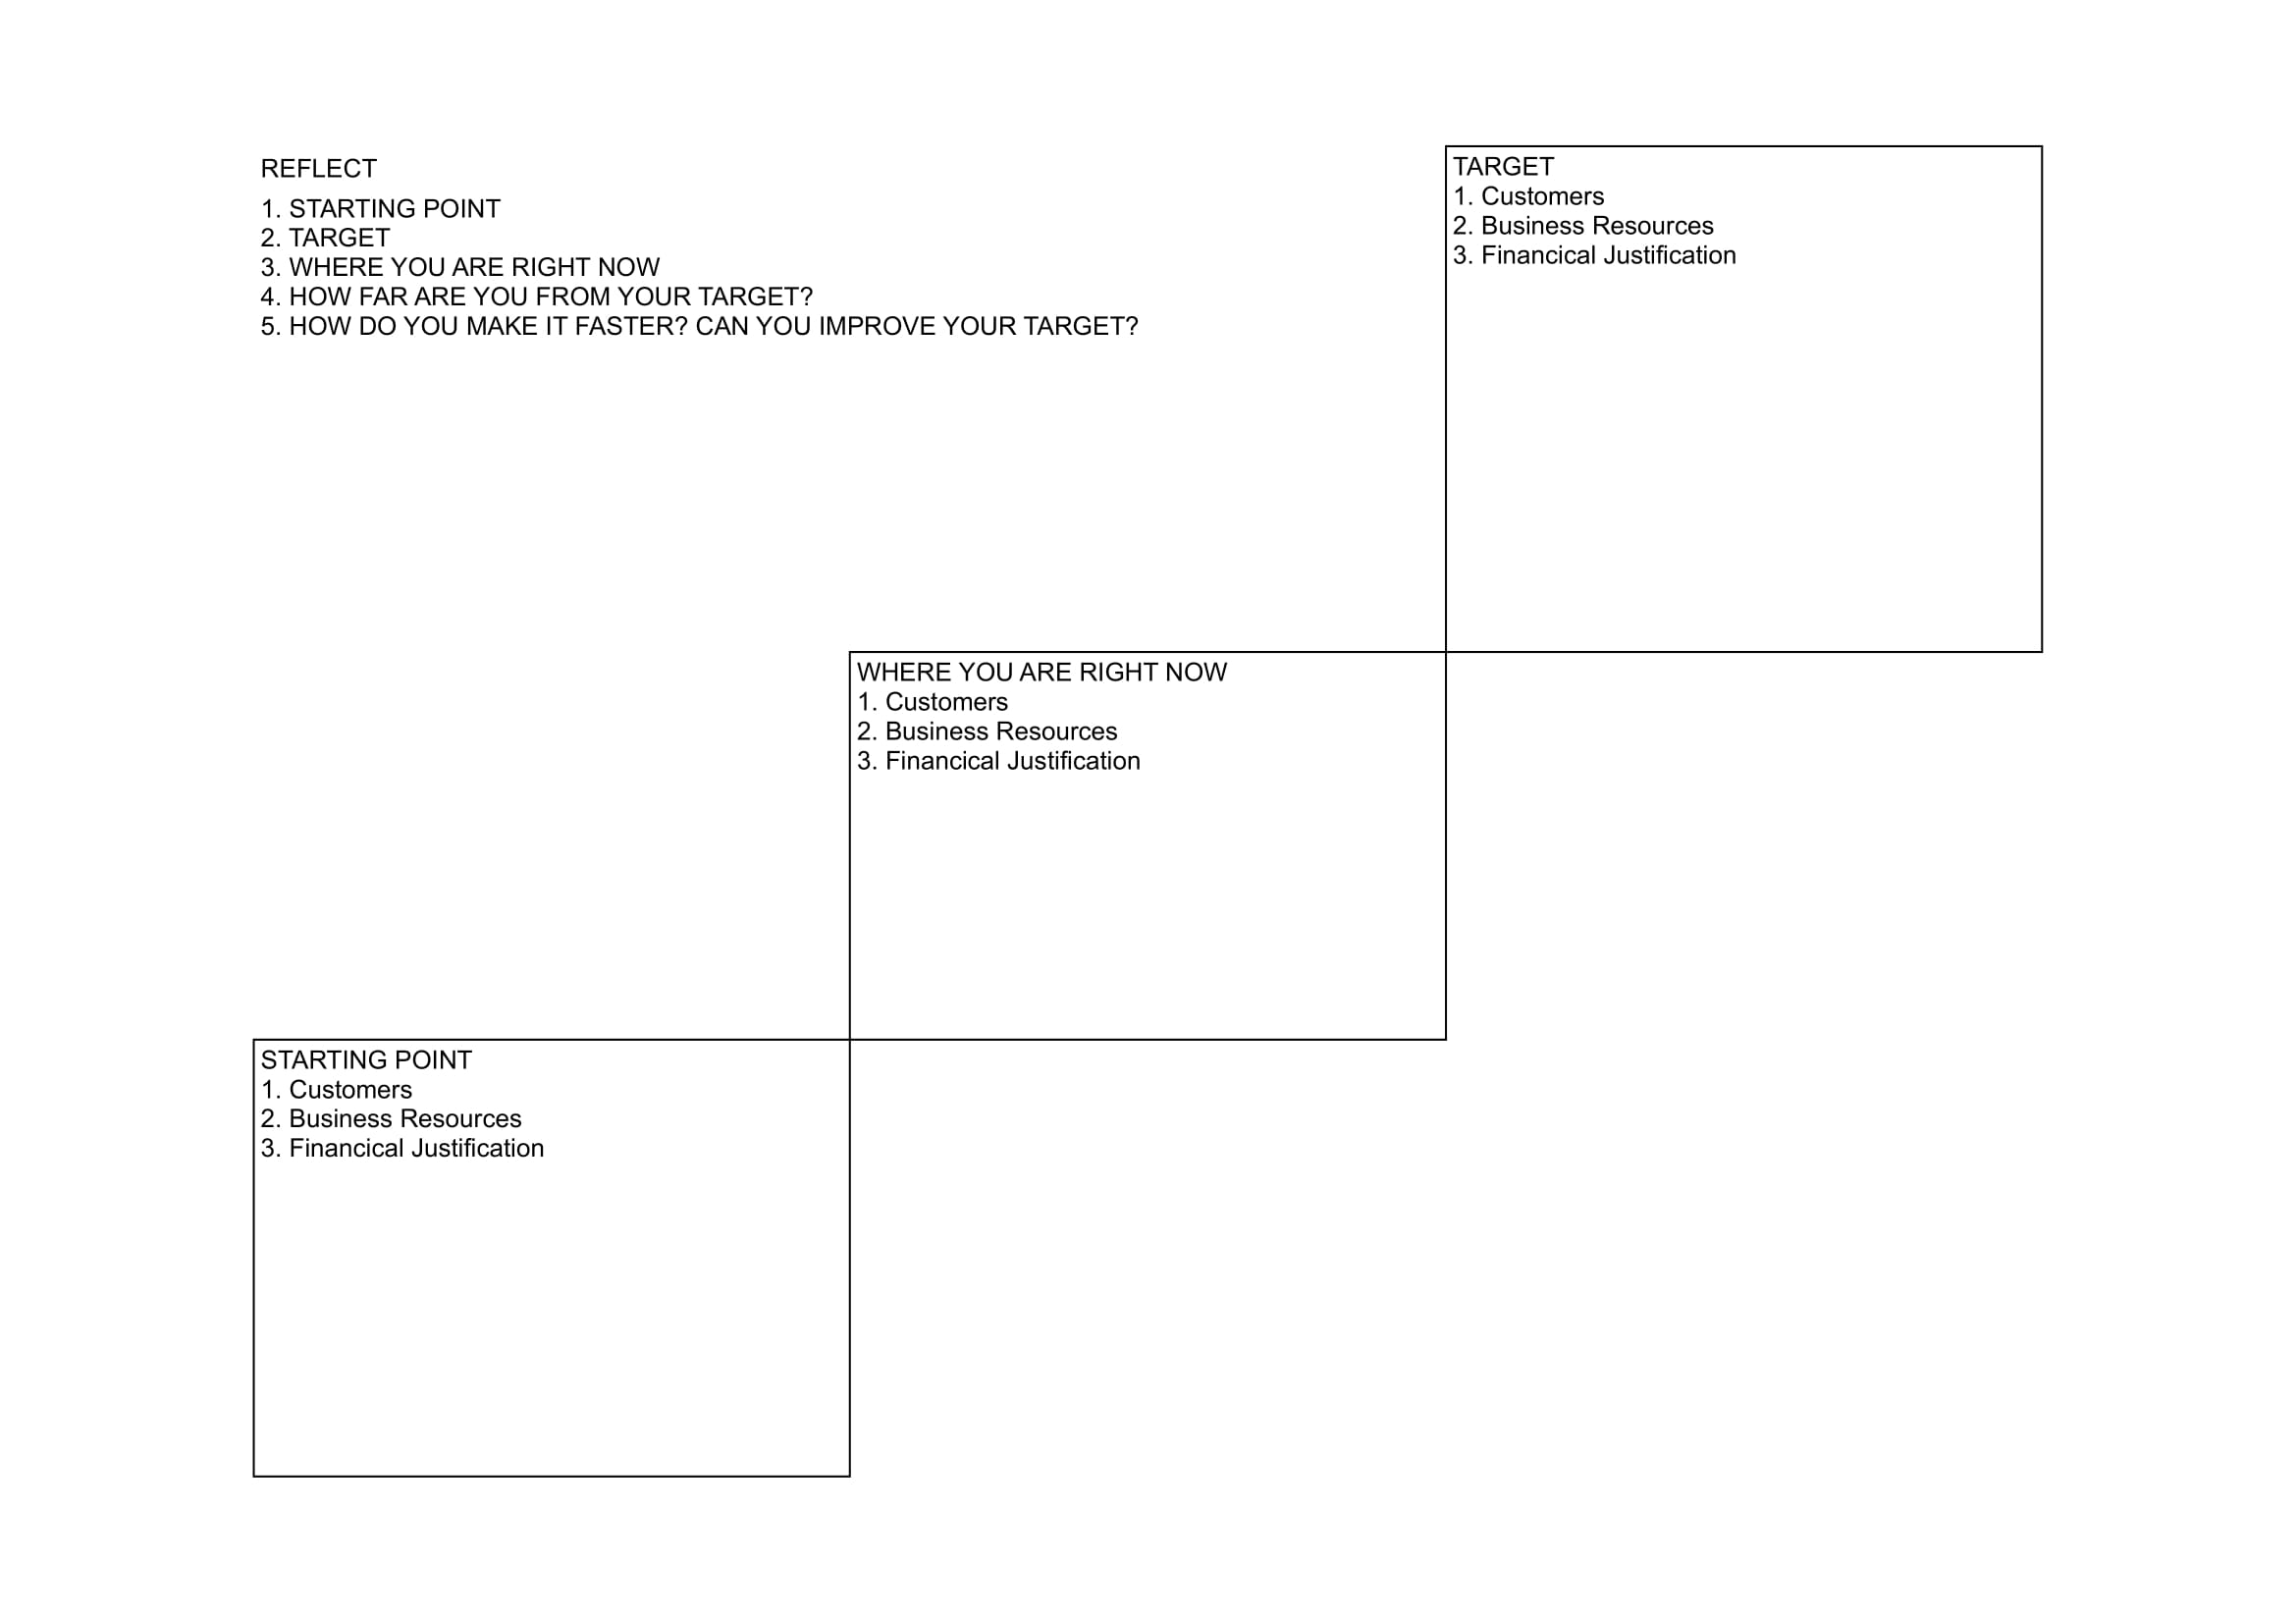 REFLECT
1. STARTING POINT
2. TARGET
3. WHERE YOU ARE RIGHT NOW
4. HOW FAR ARE YOU FROM YOUR TARGET?
5. HOW DO YOU MAKE IT FASTER? CAN YOU IMPROVE YOUR TARGET?
TARGET
1. Customers
2. Business Resources
3. Financical Justification
WHERE YOU ARE RIGHT NOW
1. Customers
2. Business Resources
3. Financical Justification
STARTING POINT
1. Customers
2. Business Resources
3. Financical Justification